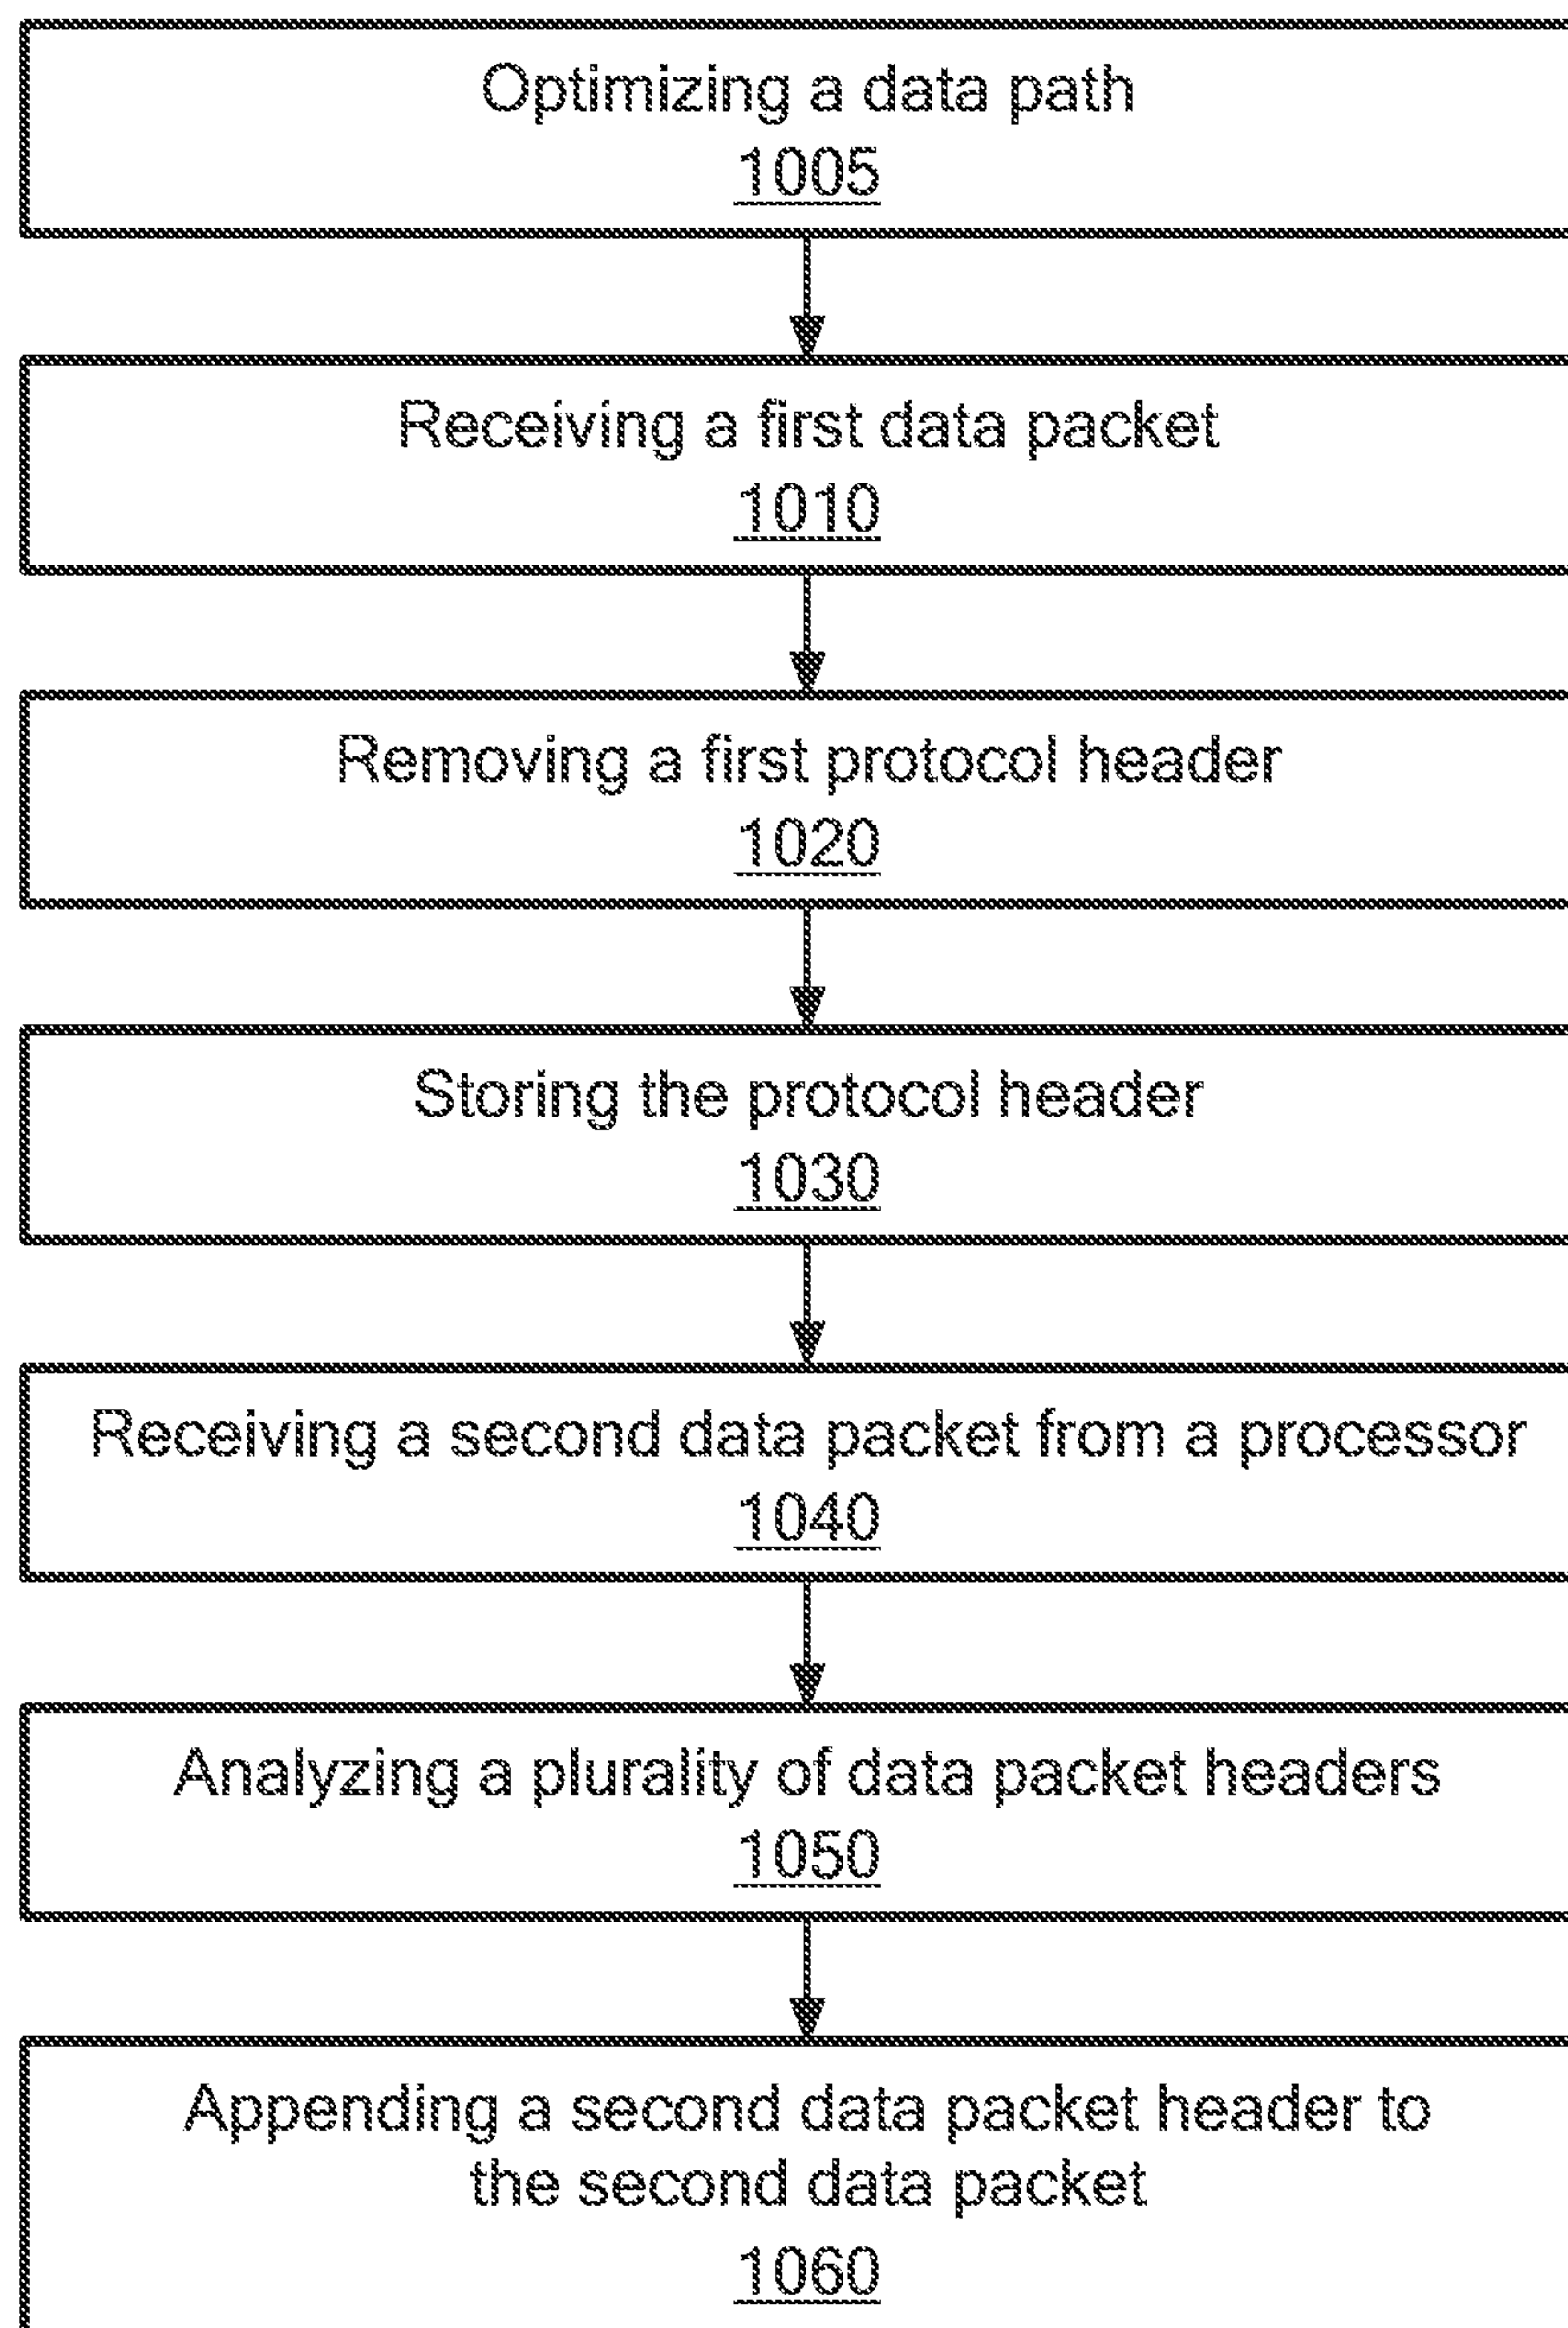 Optimizing a data path
1005
Receiving a first data packet
1010
Removing a first protocol header
1020
Storing the protocol header
1030
Receiving a second data packet from a processor
1040
Analyzing a plurality of data packet headers
1050
Appending a second data packet header to
the second data packet
1060